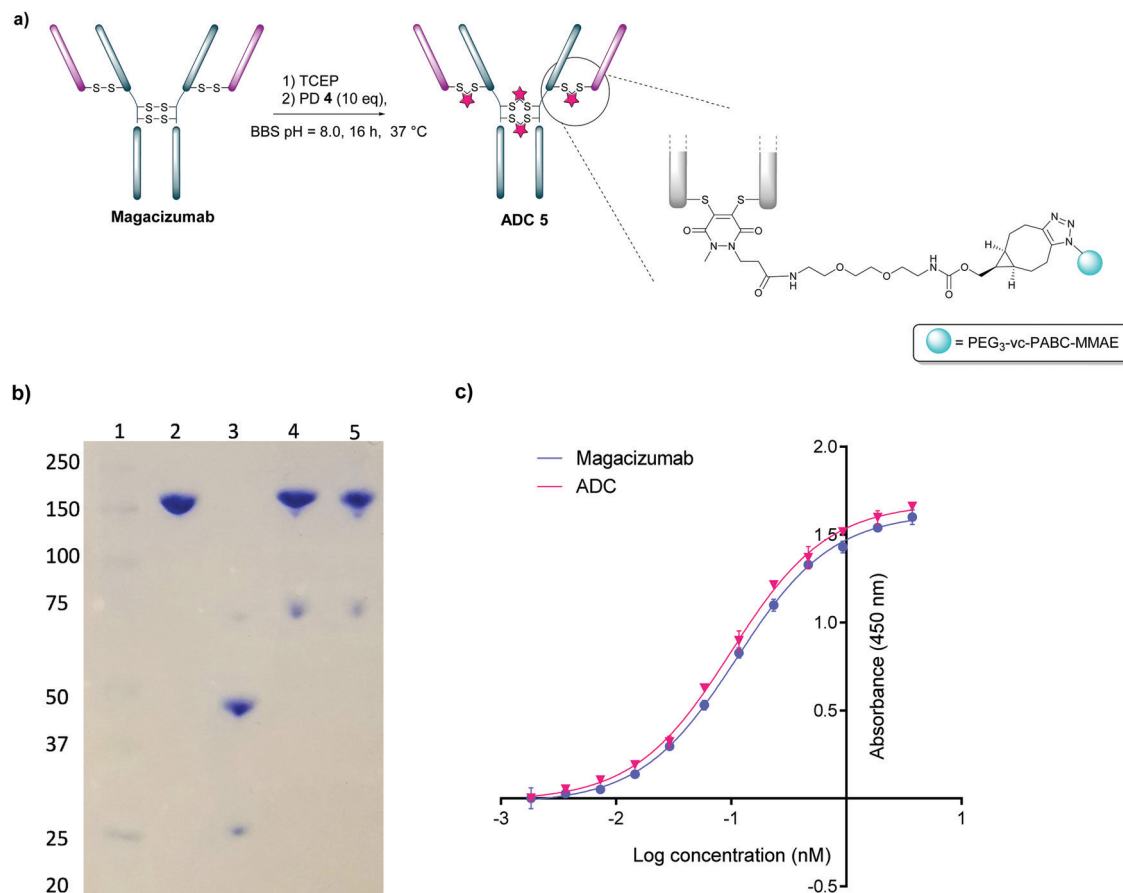 a)
S-S
S-S
S-S
S-S
Magacizumab
1) TCEP
2) PD 4 (10 eq),
BBS pH = 8.0, 16 h, 37 °C
S S
S S
S S
S S
ADC 5
S
S
O
N
N
O
O
N
H
O
O
H
N
O
O
H
H
N
N
N
= PEG₃-vc-PABC-MMAE
b)
1 2 3 4 5
250
150
100
75
50
37
25
20
c)
Magacizumab
ADC
2.0
1.5
1.0
0.5
-0.5
Absorbance (450 nm)
-3 -2 -1 1
Log concentration (nM)